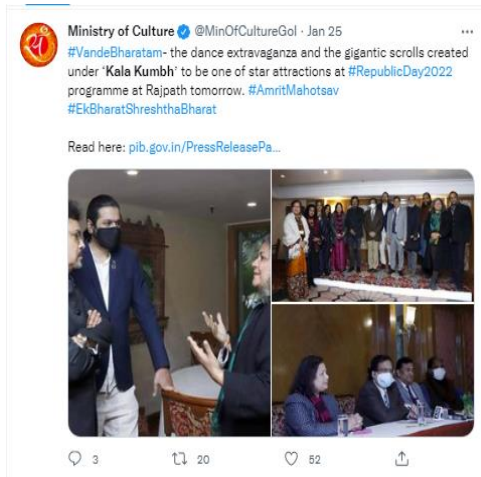 Ministry of Culture @MinOfCultureGoI · Jan 25
#VandeBharatam- the dance extravaganza and the gigantic scrolls created
under ‘Kala Kumbh’ to be one of star attractions at #RepublicDay2022
programme at Rajpath tomorrow. #AmritMahotsav
#EkBharatShreshthaBharat
Read here: pib.gov.in/PressReleasePa...
3 20 52